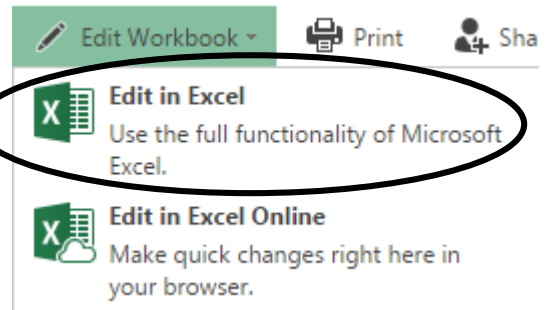 Edit Workbook Print Sha
Edit in Excel
Use the full functionality of Microsoft
Excel.
Edit in Excel Online
Make quick changes right here in
your browser.